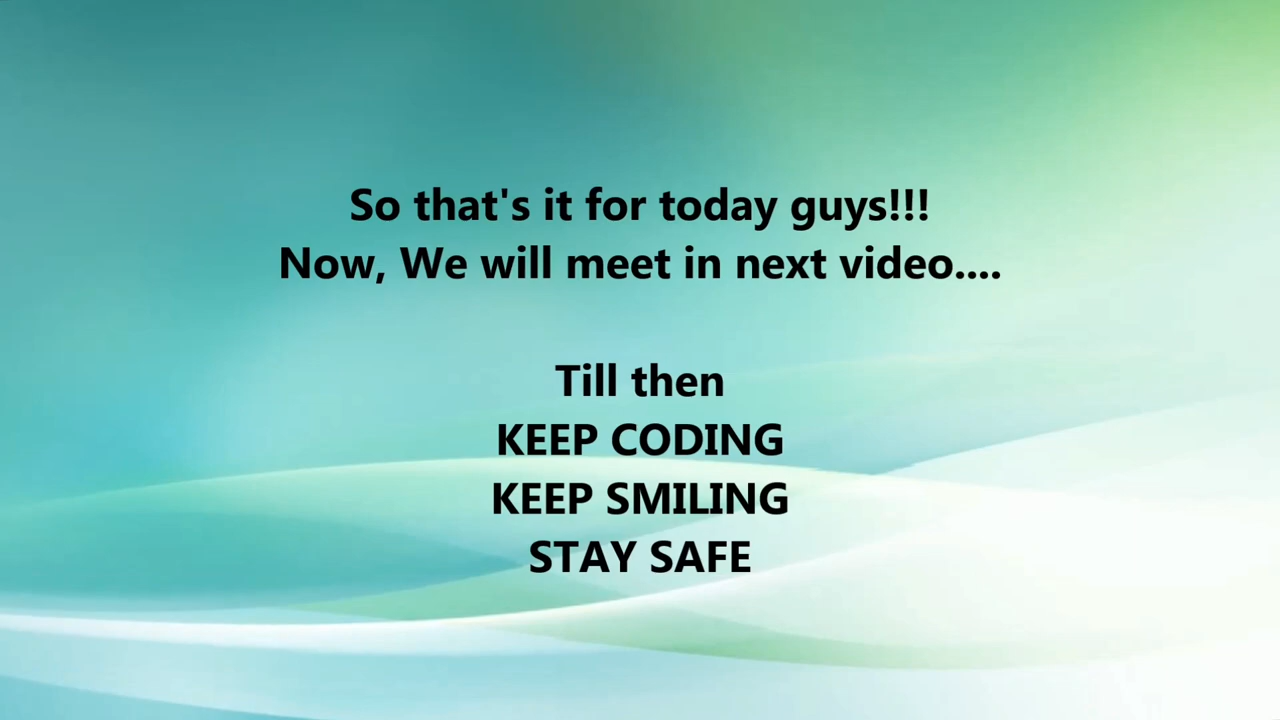 So that's it for today guys!!!
Now, We will meet in next video....
Till then
KEEP CODING
KEEP SMILING
STAY SAFE